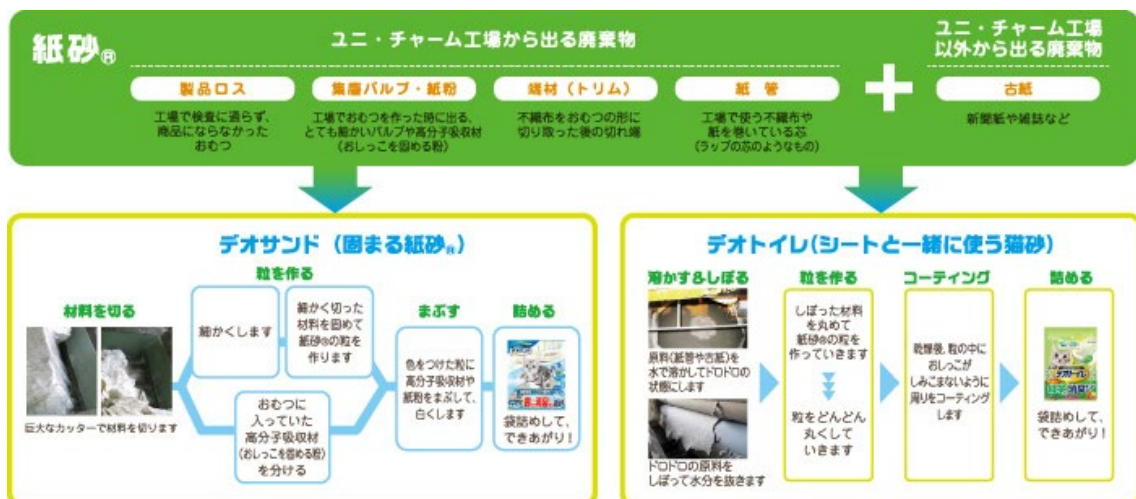 紙砂®
ユニ・チャーム工場から出る廃棄物
製品ロス
工場で検査に通らず、
商品にならなかった
おむつ
集塵パルプ・紙粉
工場でおむつを作った時に出る、
とても細かいパルプや高分子吸収材
（おしっこを固める粉）
端材（トリム）
不織布をおむつの形に
切り取った後の切れ端
紙管
工場で使う不織布や
紙を巻いている芯
（ラップの芯のようなもの）
+
ユニ・チャーム工場
以外から出る廃棄物
古紙
新聞紙や雑誌など
デオサンド（固まる紙砂®）
材料を切る
巨大なカッターで材料を切ります
粒を作る
細かくします
細かく切った
材料を固めて
紙砂®の粒を
作ります
おむつに
入っていた
高分子吸収材
（おしっこを固める粉）
を分ける
まぶす
色をつけた粒に
高分子吸収材や
紙粉をまぶして、
白くします
詰める
袋詰めして、
できあがり！
デオトイレ(シートと一緒に使う猫砂)
溶かす&しぼる
原料(紙管や古紙)を
水で溶かしてドロドロの
状態にします
ドロドロの原料を
しぼって水分を抜きます
粒を作る
しぼった材料
を丸めて
紙砂®の粒を
作っていきます
粒をどんどん
丸くして
いきます
コーティング
乾燥後、粒の中に
おしっこが
しみこまないように
周りをコーティング
します
詰める
デオトイレ
袋詰めして、
できあがり！